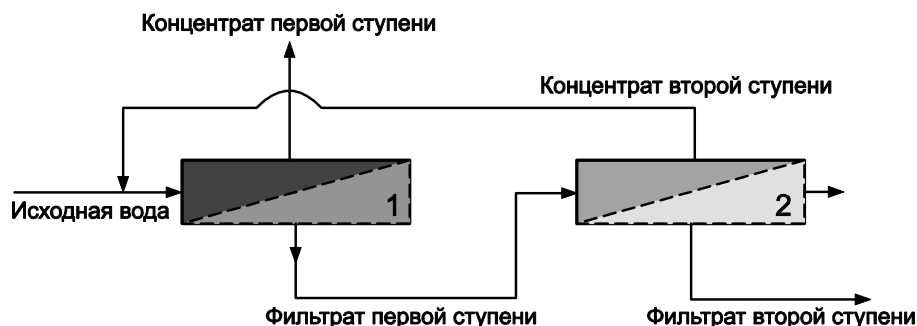 Концентрат первой ступени
Концентрат второй ступени
1
2
Исходная вода
Фильтрат первой ступени
Фильтрат второй ступени